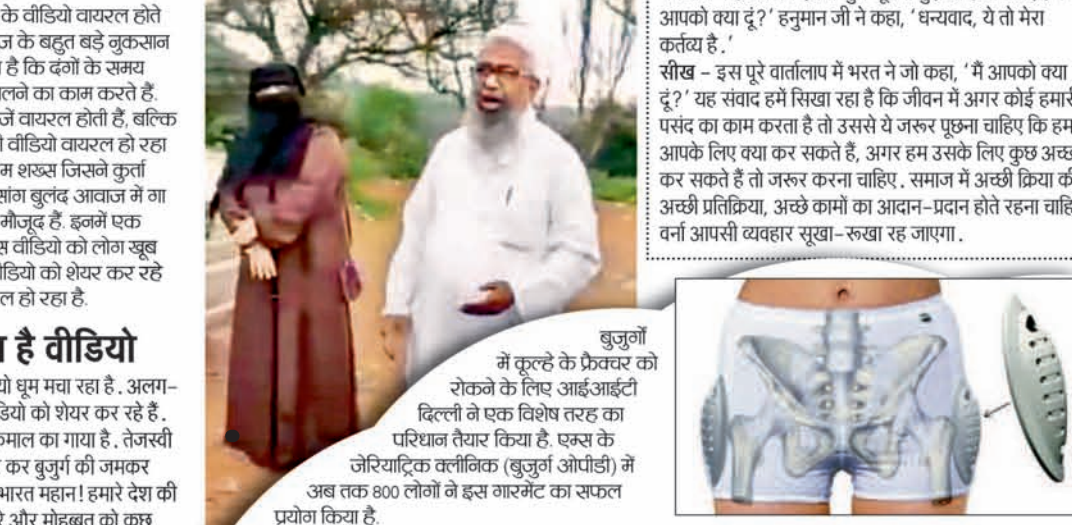 के वीडियो वायरल होते
ज के बहुत बड़े नुकसान
है कि दंगों के समय
लने का काम करते हैं.
जें वायरल होती हैं, बल्कि
वीडियो वायरल हो रहा
म शख्स जिसने कुर्ता
सांग बुलंद आवाज में गा
मौजूद हैं. इनमें एक
स वीडियो को लोग खूब
डियो को शेयर कर रहे
ल हो रहा है.
है वीडियो
यो धूम मचा रहा है. अलग-
डियो को शेयर कर रहे हैं.
कमाल का गाया है. तेजस्वी
कर बुजुर्ग की जमकर
भारत महान! हमारे देश की
रे और मोहब्बत को कुछ
आपको क्या दूं?' हनुमान जी ने कहा, 'धन्यवाद, ये तो मेरा
कर्तव्य है.'
सीख - इस पूरे वार्तालाप में भरत ने जो कहा, 'मैं आपको क्या
दूं?' यह संवाद हमें सिखा रहा है कि जीवन में अगर कोई हमारी
पसंद का काम करता है तो उससे ये जरूर पूछना चाहिए कि हम
आपके लिए क्या कर सकते हैं, अगर हम उसके लिए कुछ अच्छ
कर सकते हैं तो जरूर करना चाहिए. समाज में अच्छी क्रिया की
अच्छी प्रतिक्रिया, अच्छे कामों का आदान-प्रदान होते रहना चाहि
वर्ना आपसी व्यवहार सूखा-रूखा रह जाएगा.
बुजुर्गों
में कूल्हे के फ्रैक्चर को
रोकने के लिए आईआईटी
दिल्ली ने एक विशेष तरह का
परिधान तैयार किया है. एम्स के
जेरियाट्रिक क्लीनिक (बुजुर्ग ओपीडी) में
अब तक 800 लोगों ने इस गारमेंट का सफल
प्रयोग किया है.